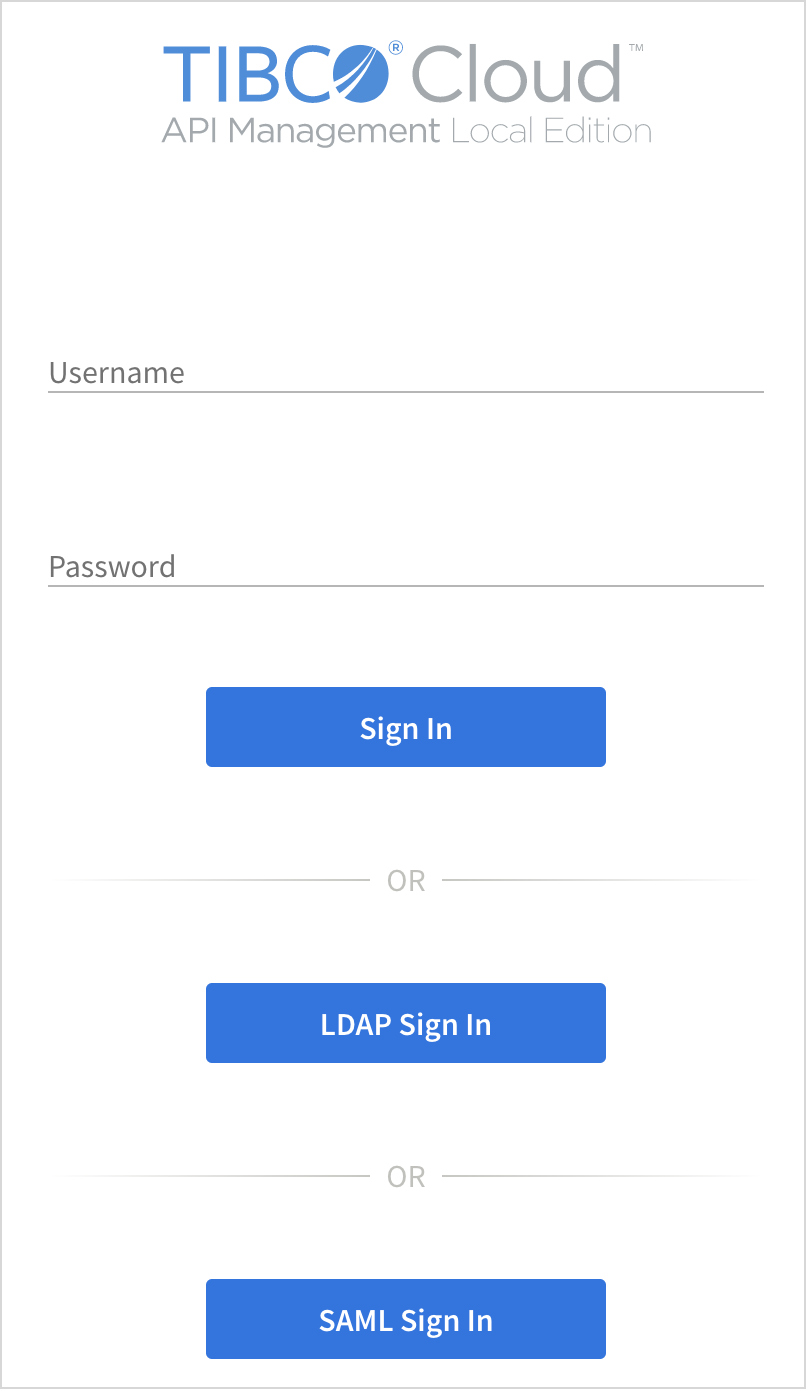 TIBCO® Cloud™
API Management Local Edition
Username
Password
Sign In
OR
LDAP Sign In
OR
SAML Sign In